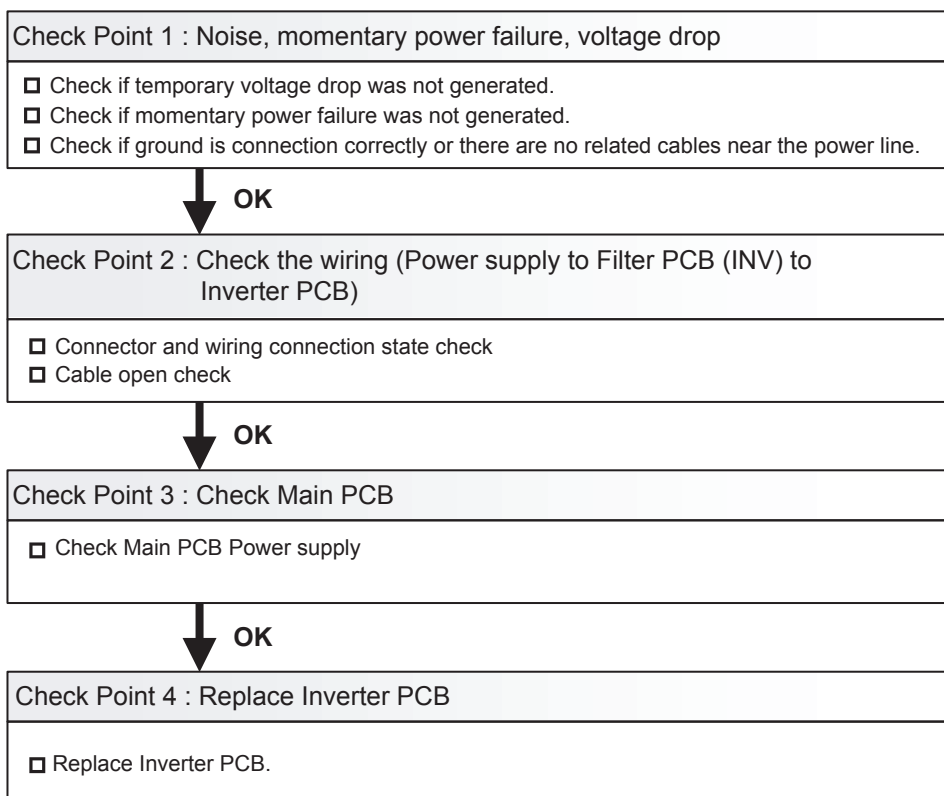 Check Point 1 : Noise, momentary power failure, voltage drop
Check if temporary voltage drop was not generated.
Check if momentary power failure was not generated.
Check if ground is connection correctly or there are no related cables near the power line.
OK
Check Point 2 : Check the wiring (Power supply to Filter PCB (INV) to
Inverter PCB)
Connector and wiring connection state check
Cable open check
OK
Check Point 3 : Check Main PCB
Check Main PCB Power supply
OK
Check Point 4 : Replace Inverter PCB
Replace Inverter PCB.